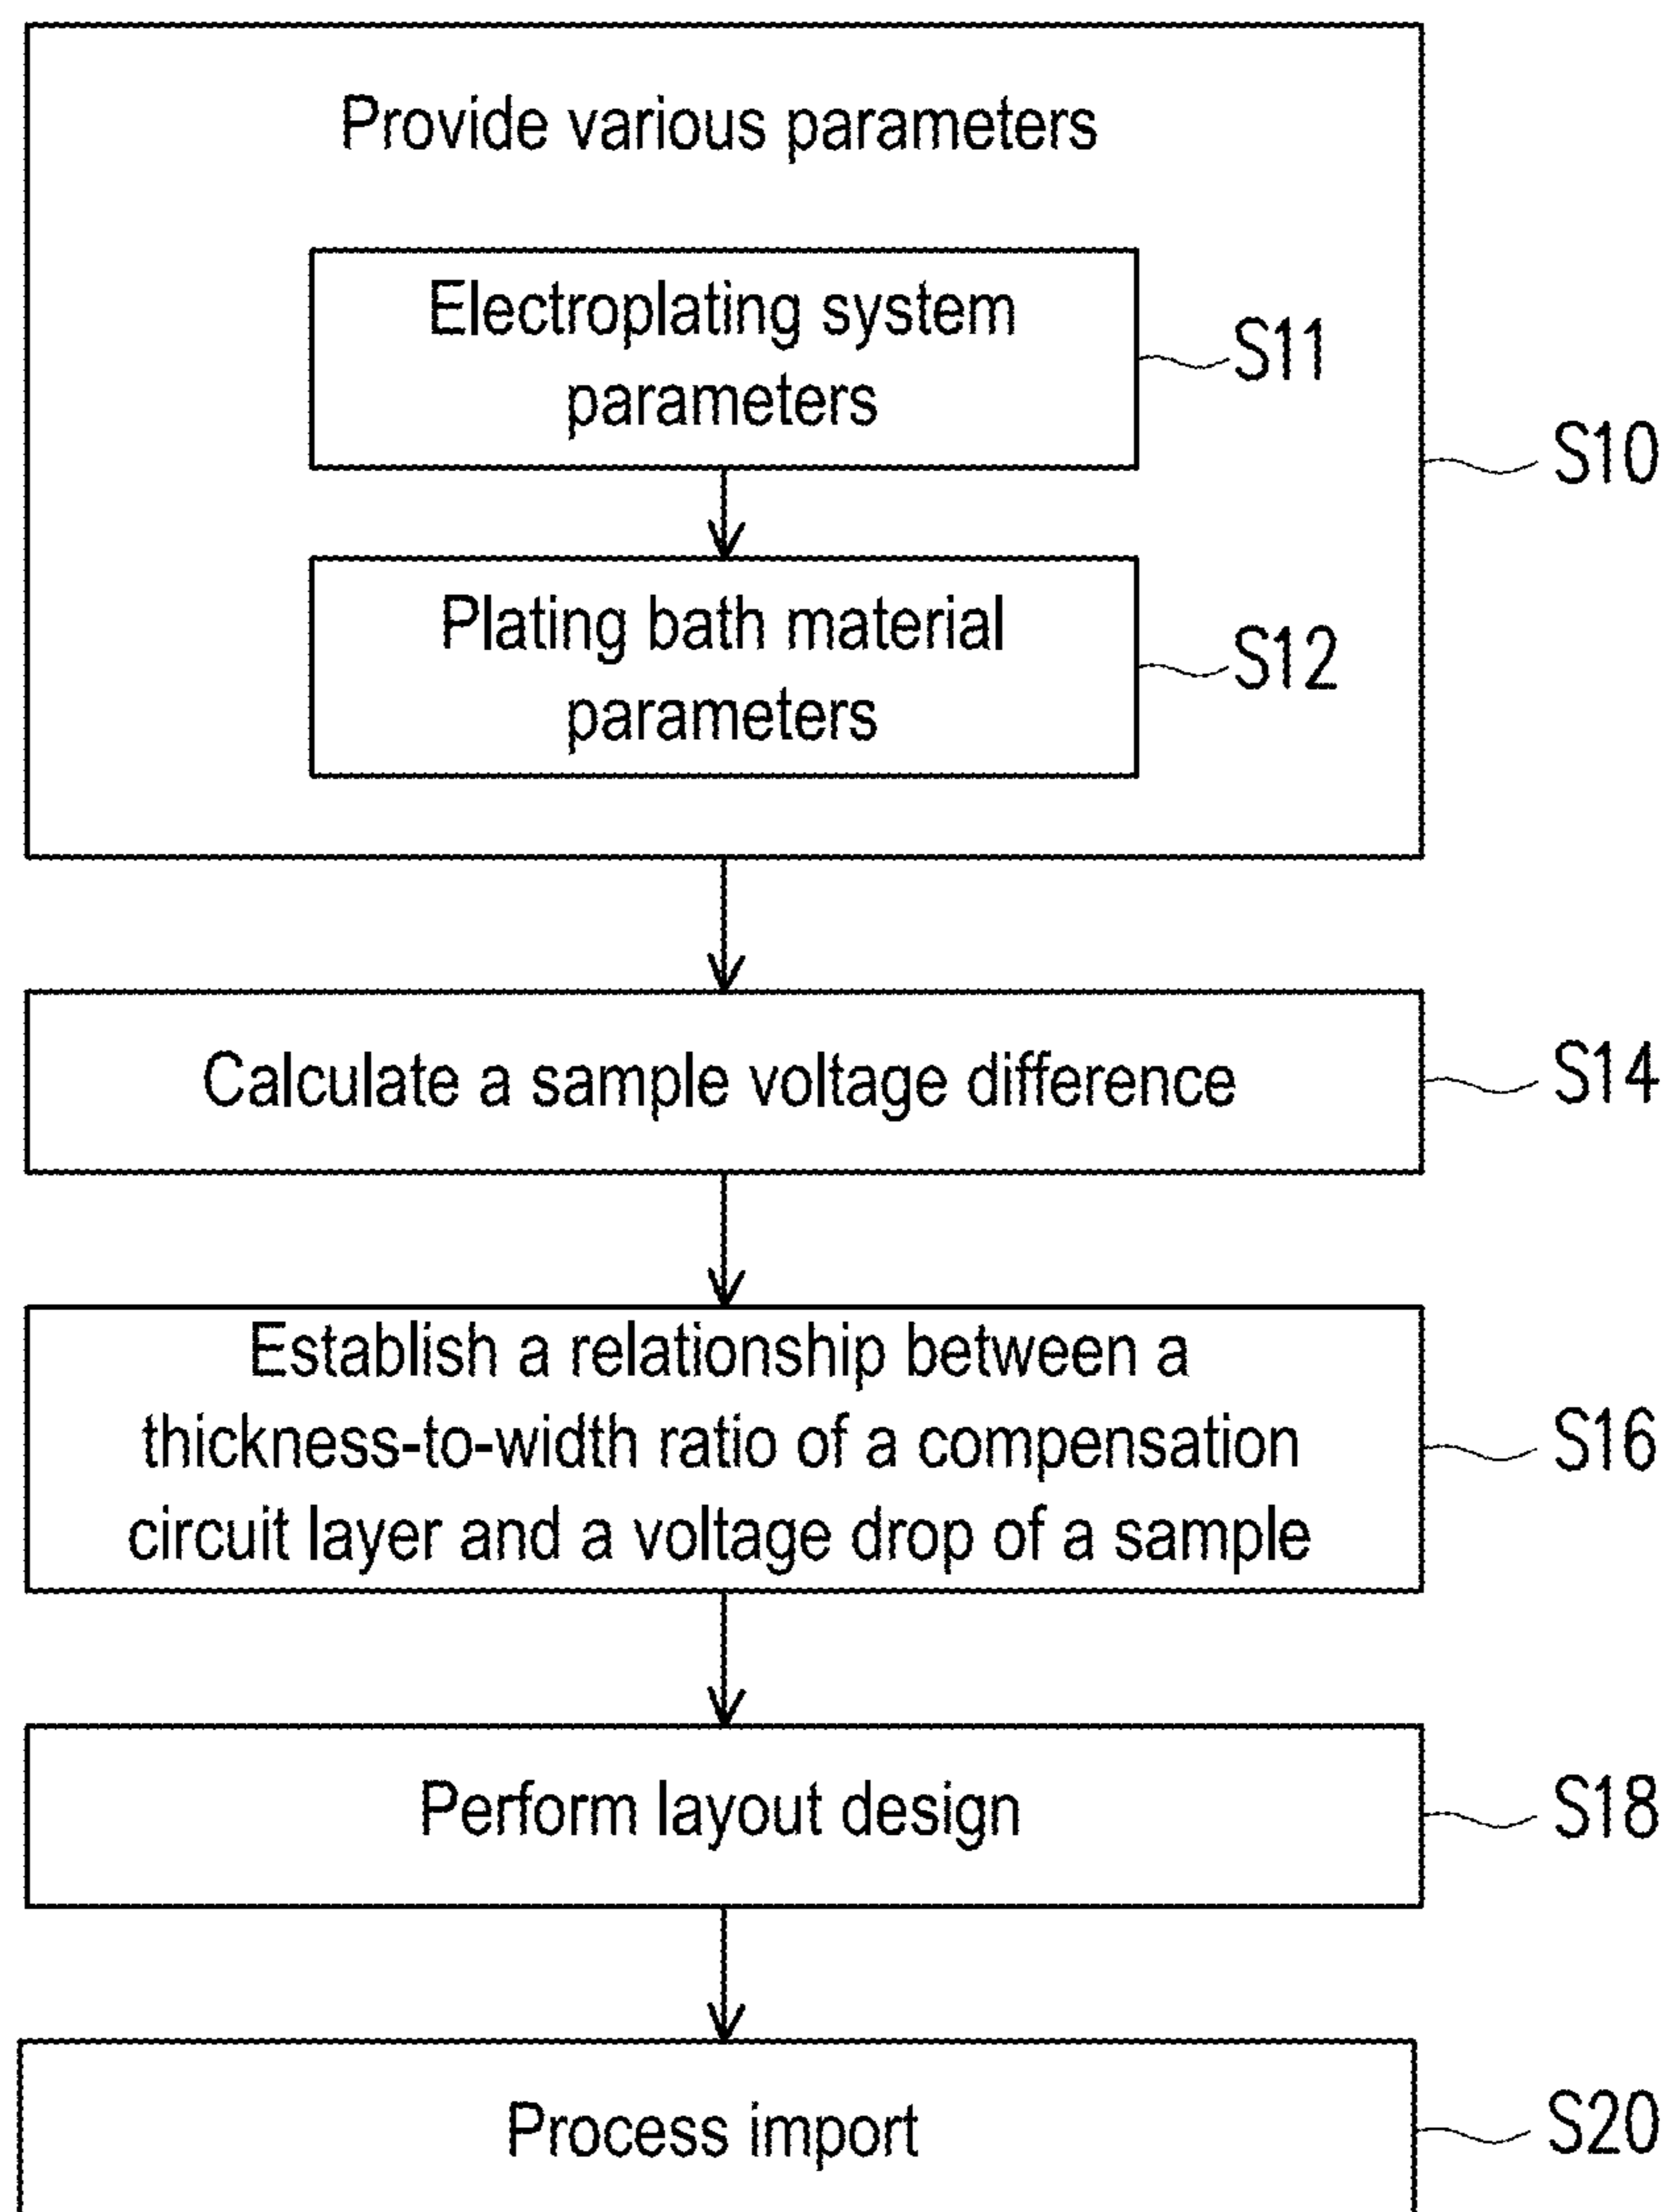 Provide various parameters
Electroplating system
parameters
S11
S10
Plating bath material
parameters
S12
Calculate a sample voltage difference
S14
Establish a relationship between a
thickness-to-width ratio of a compensation
circuit layer and a voltage drop of a sample
S16
Perform layout design
S18
Process import
S20